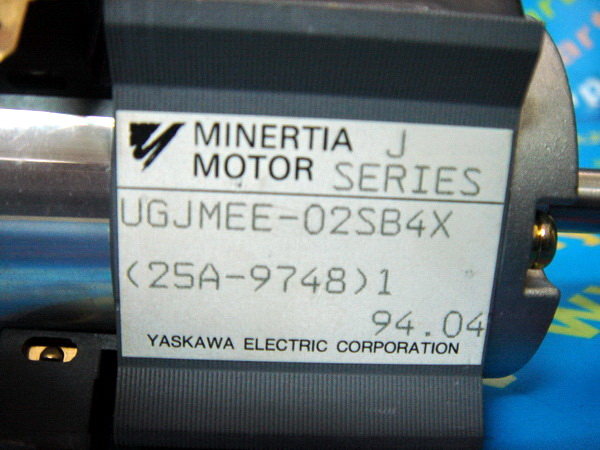 MINERTIA J
MOTOR SERIES
UGJMEE-02SB4X
(25A-9748)1
94.04
YASKAWA ELECTRIC CORPORATION